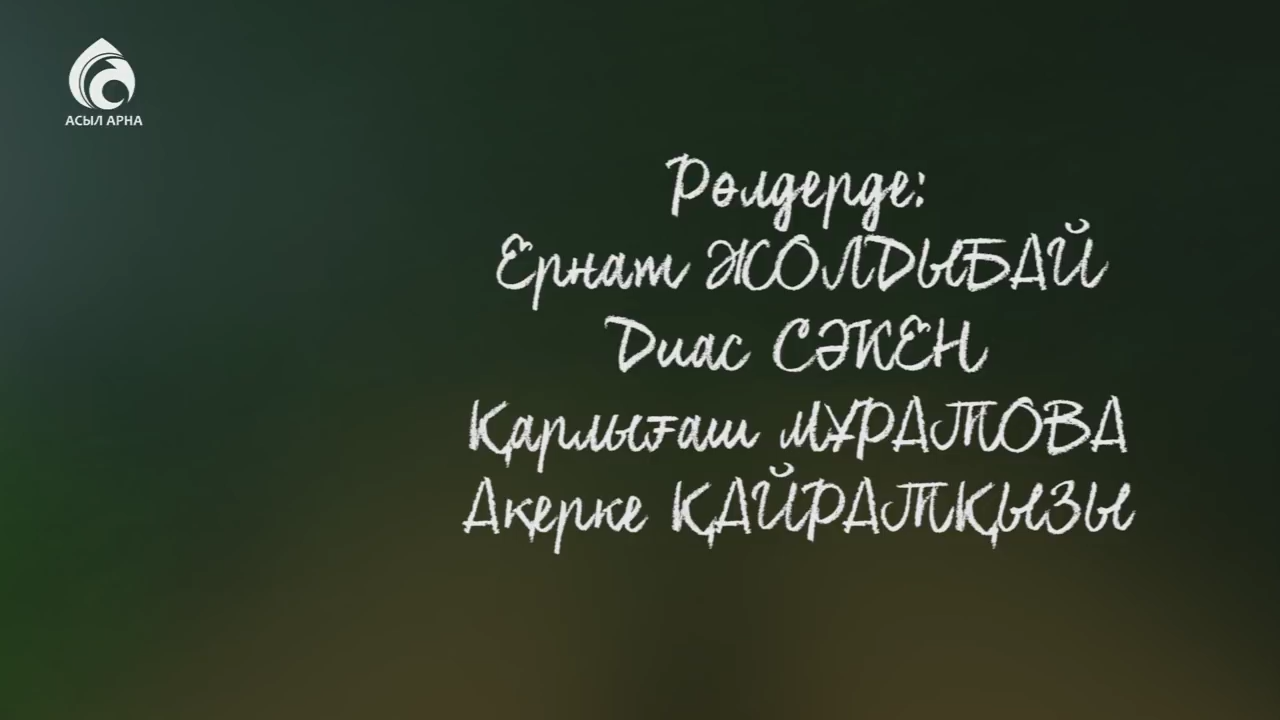 АСЫЛ АРНА
Рөлдерде:
Ернат ЖОЛДЫБАЙ
Диас СӘКЕН
Қарлығаш МҰРАТОВА
Ақерке ҚАЙРАТҚЫЗЫ